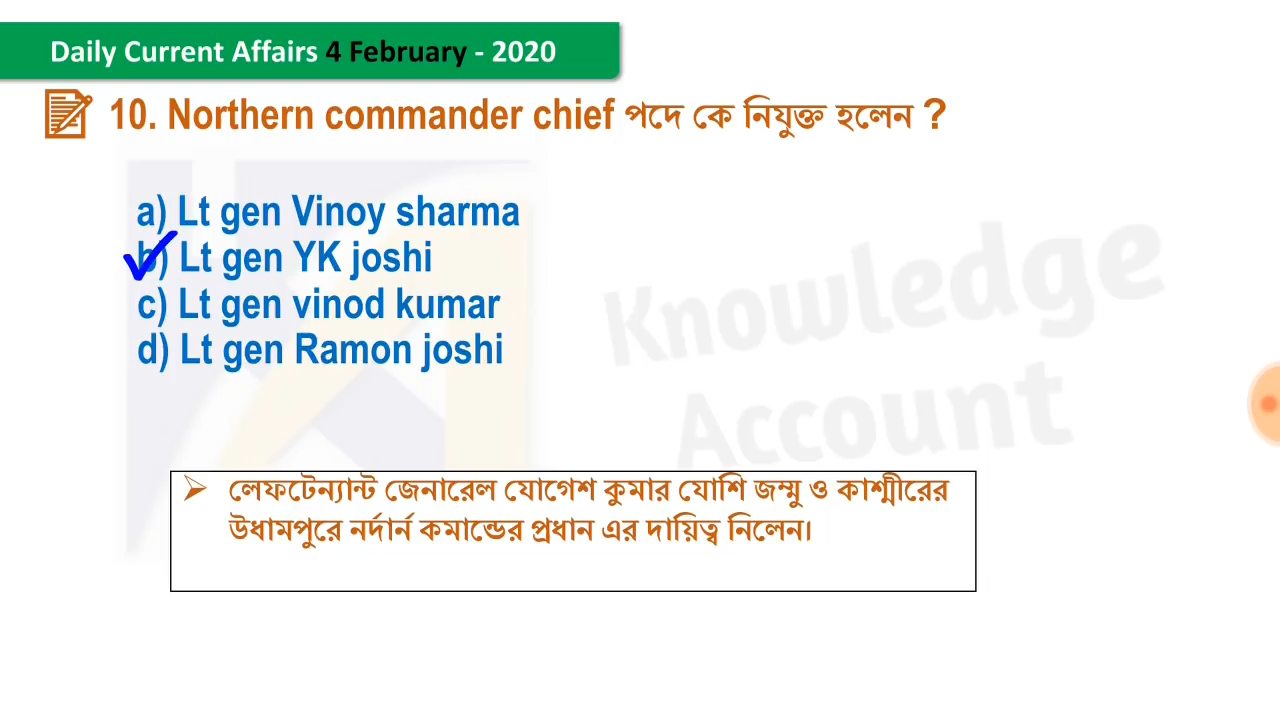 Daily Current Affairs 4 February - 2020
10. Northern commander chief পদে কে নিযুক্ত হলেন ?
a) Lt gen Vinoy sharma
b) Lt gen YK joshi
c) Lt gen vinod kumar
d) Lt gen Ramon joshi
Knowledge
Account
➢ লেফটেন্যান্ট জেনারেল যোগেশ কুমার যোশি জম্মু ও কাশ্মীরের
উধামপুরে নর্দার্ন কমান্ডের প্রধান এর দায়িত্ব নিলেন।